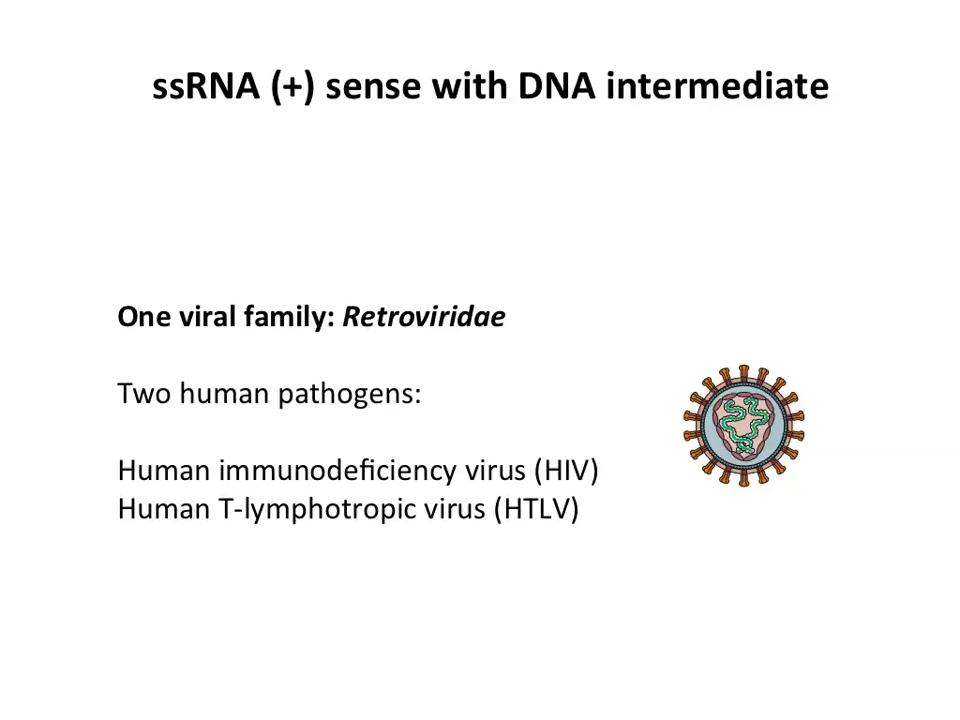 ssRNA (+) sense with DNA intermediate
One viral family: Retroviridae
Two human pathogens:
Human immunodeficiency virus (HIV)
Human T-lymphotropic virus (HTLV)